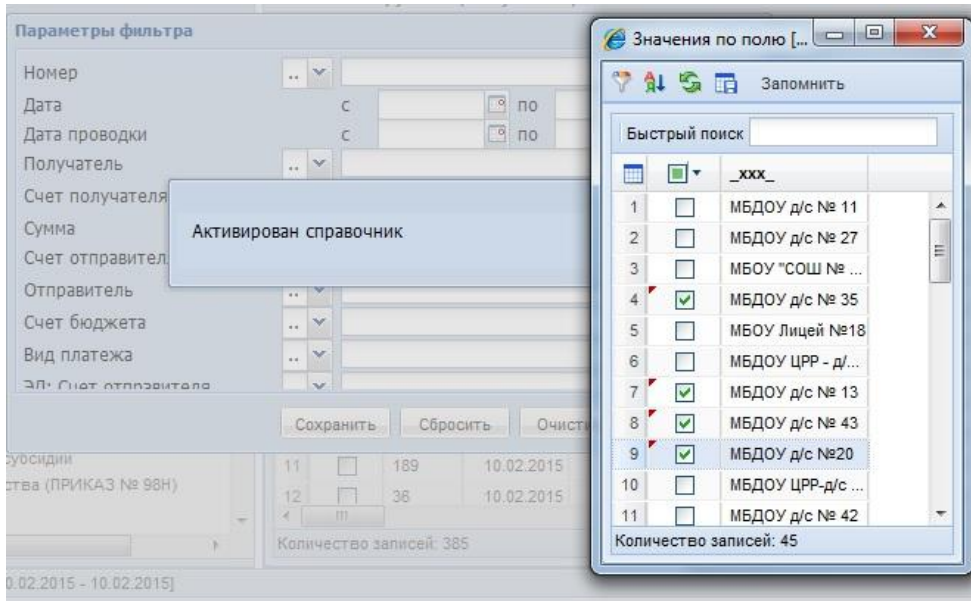 Параметры фильтра
Номер ..
Дата с по
Дата проводки с по
Получатель ..
Счет получателя
Сумма
Счет отправител
Отправитель ..
Счет бюджета ..
Вид платежа ..
ЭП: Счет отправителя
Активирован справочник
Сохранить Сбросить Очисти
субсидии
ства (ПРИКАЗ № 98Н)
11 189 10.02.2015
12 36 10.02.2015
Количество записей: 385
0.02.2015 - 10.02.2015]
Значения по полю [...
Запомнить
Быстрый поиск
_xxx_
1 МБДОУ д/с № 11
2 МБДОУ д/с № 27
3 МБОУ "СОШ № ...
4 МБДОУ д/с № 35
5 МБОУ Лицей №18
6 МБДОУ ЦРР - д/...
7 МБДОУ д/с № 13
8 МБДОУ д/с № 43
9 МБДОУ д/с №20
10 МБДОУ ЦРР-д/с ...
11 МБДОУ д/с № 42
Количество записей: 45